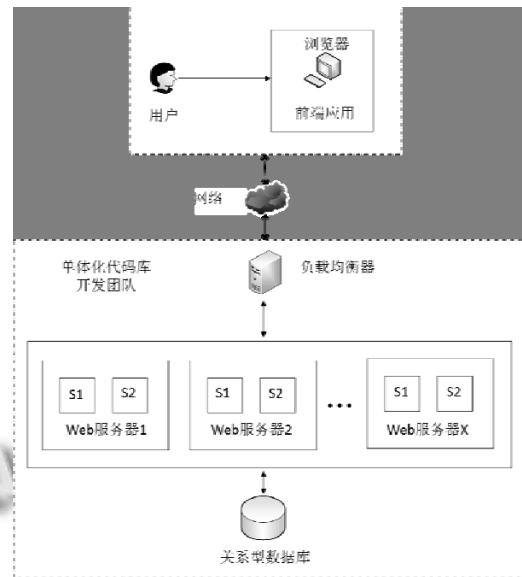 浏览器
用户
前端应用
网络
单体化代码库
开发团队
负载均衡器
S1 S2 S1 S2 ••• S1 S2
Web服务器1 Web服务器2 Web服务器X
关系型数据库